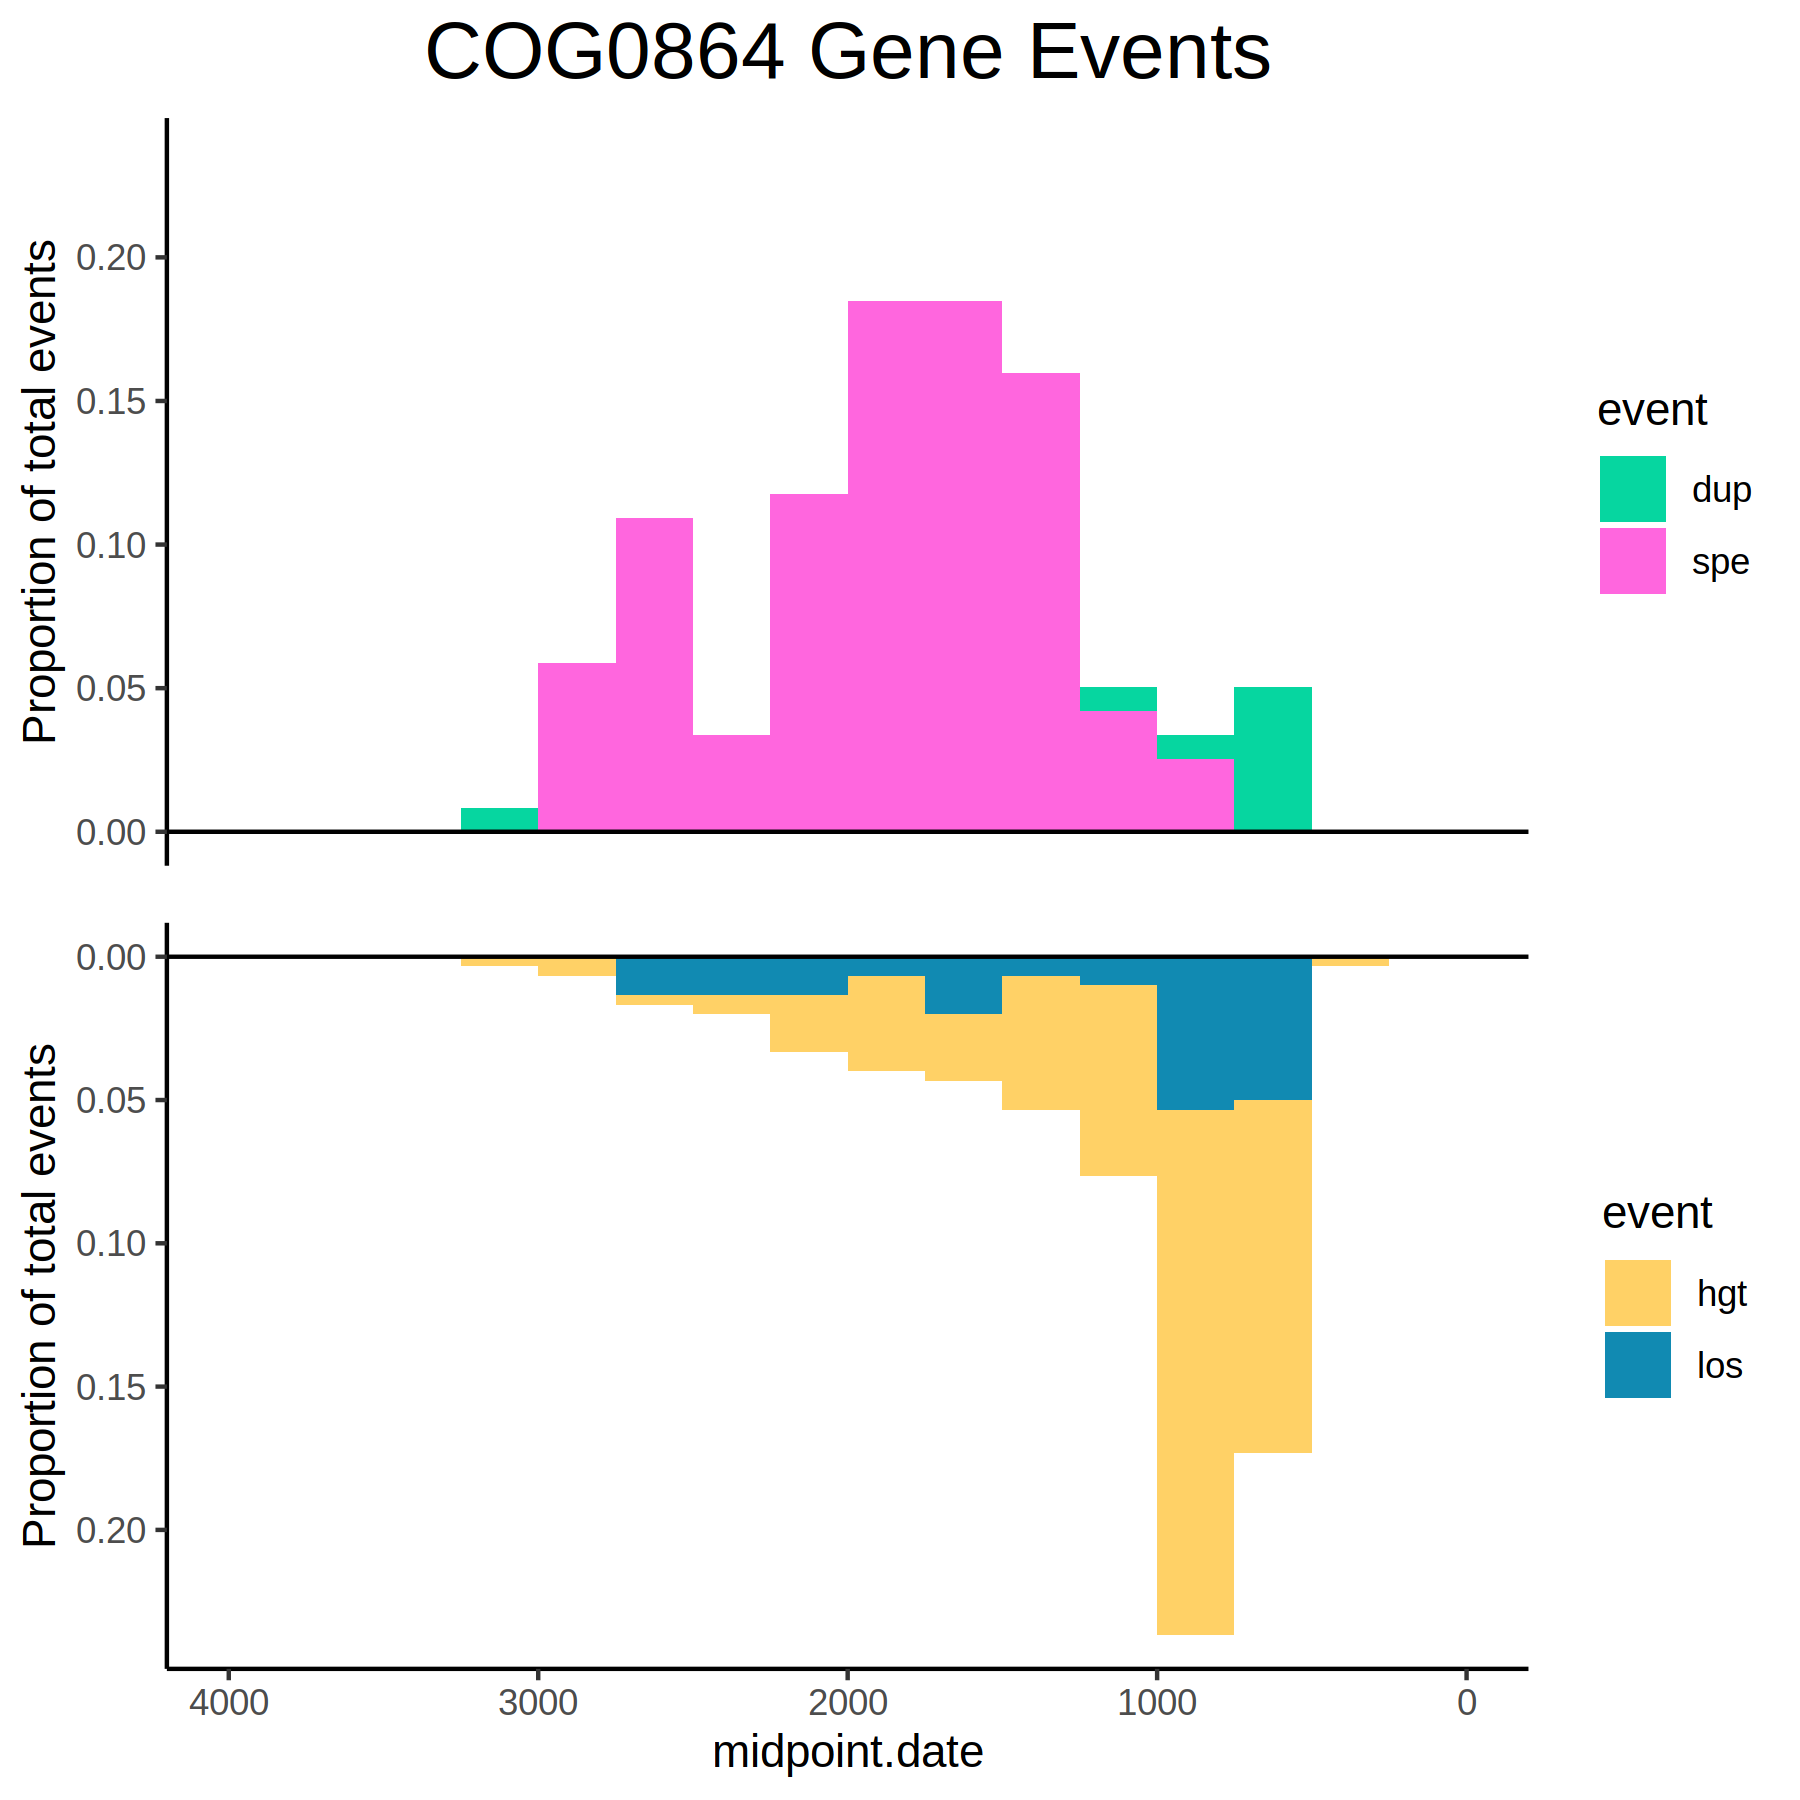 COG0864 Gene Events
Proportion of total events
0.20
0.15
0.10
0.05
0.00
event
dup
spe
Proportion of total events
0.00
0.05
0.10
0.15
0.20
event
hgt
los
4000 3000 2000 1000 0
midpoint.date